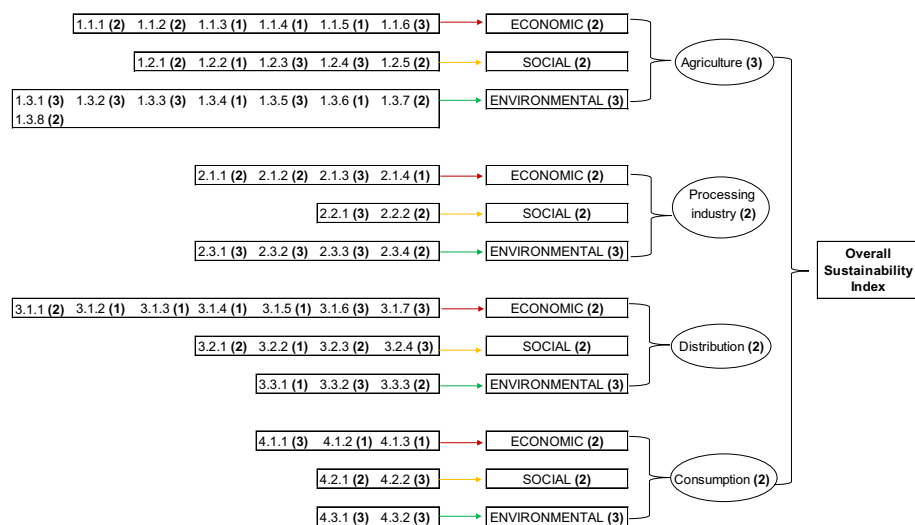 1.1.1 (2) 1.1.2 (2) 1.1.3 (1) 1.1.4 (1) 1.1.5 (1) 1.1.6 (3)
ECONOMIC (2)
1.2.1 (2) 1.2.2 (1) 1.2.3 (3) 1.2.4 (3) 1.2.5 (2)
SOCIAL (2)
1.3.1 (3) 1.3.2 (3) 1.3.3 (3) 1.3.4 (1) 1.3.5 (3) 1.3.6 (1) 1.3.7 (2)
1.3.8 (2)
ENVIRONMENTAL (3)
Agriculture (3)
2.1.1 (2) 2.1.2 (2) 2.1.3 (3) 2.1.4 (1)
ECONOMIC (2)
2.2.1 (3) 2.2.2 (2)
SOCIAL (2)
2.3.1 (3) 2.3.2 (3) 2.3.3 (3) 2.3.4 (2)
ENVIRONMENTAL (3)
Processing
industry (2)
3.1.1 (2) 3.1.2 (1) 3.1.3 (1) 3.1.4 (1) 3.1.5 (1) 3.1.6 (3) 3.1.7 (3)
ECONOMIC (2)
3.2.1 (2) 3.2.2 (1) 3.2.3 (2) 3.2.4 (3)
SOCIAL (2)
3.3.1 (1) 3.3.2 (3) 3.3.3 (2)
ENVIRONMENTAL (3)
Distribution (2)
4.1.1 (3) 4.1.2 (1) 4.1.3 (1)
ECONOMIC (2)
4.2.1 (2) 4.2.2 (3)
SOCIAL (2)
4.3.1 (3) 4.3.2 (3)
ENVIRONMENTAL (3)
Consumption (2)
Overall
Sustainability
Index